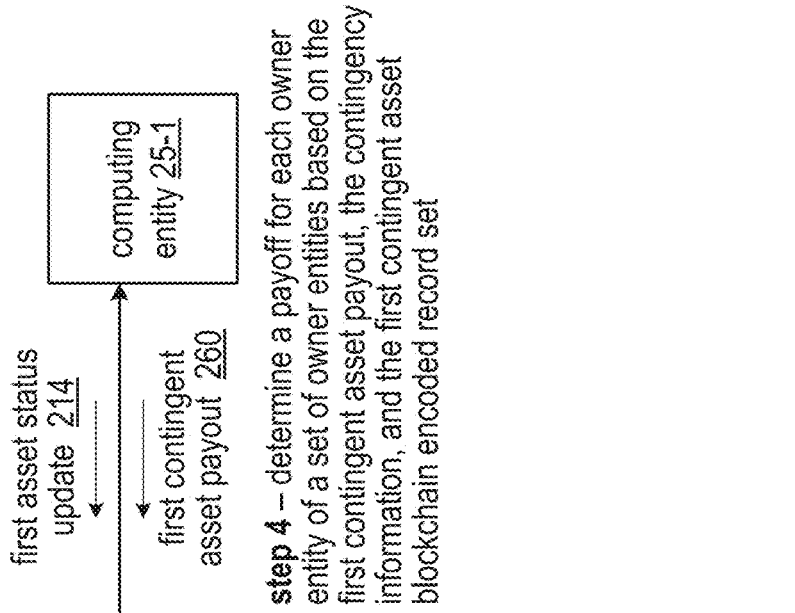 first asset status
update 214
computing
entity 25-1
first contingent
asset payout 260
step 4 – determine a payoff for each owner
entity of a set of owner entities based on the
first contingent asset payout, the contingency
information, and the first contingent asset
blockchain encoded record set